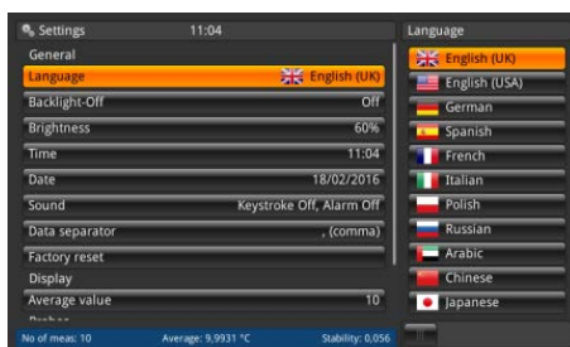 Settings 11:04
General
Language English (UK)
Backlight-Off Off
Brightness 60%
Time 11:04
Date 18/02/2016
Sound Keystroke Off, Alarm Off
Data separator , (comma)
Factory reset
Display
Average value 10
Probes
No of meas: 10 Average: 9,9931 °C Stability: 0,056
Language
English (UK)
English (USA)
German
Spanish
French
Italian
Polish
Russian
Arabic
Chinese
Japanese